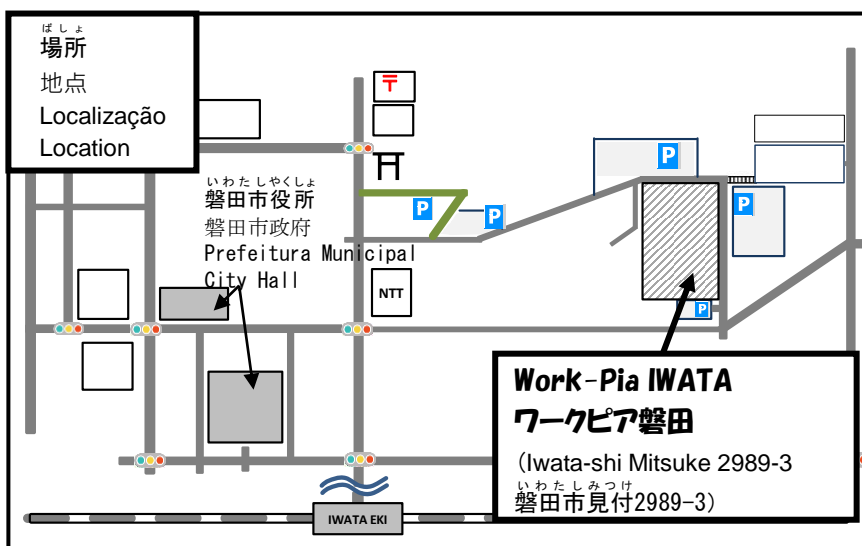 ばしょ
場所
地点
Localização
Location
〒
いわたしやくしょ
磐田市役所
磐田市政府
Prefeitura Municipal
City Hall
P
P
P
P
P
NTT
Work-Pia IWATA
ワークピア磐田
(Iwata-shi Mitsuke 2989-3
いわたしみつけ
磐田市見付2989-3)
IWATA EKI